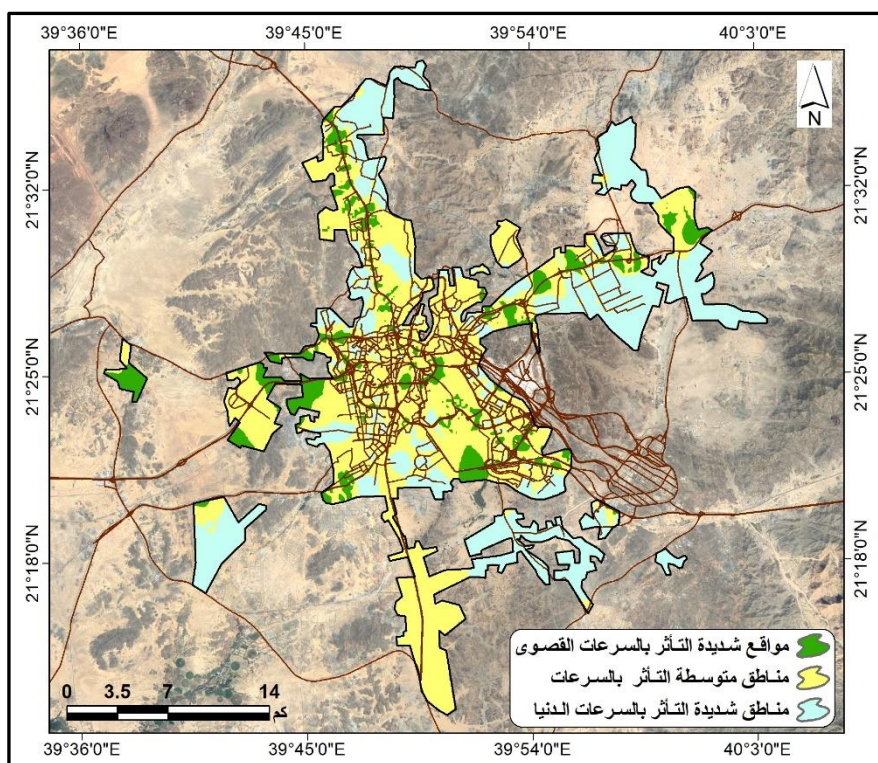 39°36'0"E 39°45'0"E 39°54'0"E 40°3'0"E
N
21°32'0"N 21°32'0"N
21°25'0"N 21°25'0"N
21°18'0"N 21°18'0"N
مواقع شديدة التأثر بالسرعات القصوى
مناطق متوسطة التأثر بالسرعات
مناطق شديدة التأثر بالسرعات الدنيا
0 3.5 7 14
كم
39°36'0"E 39°45'0"E 39°54'0"E 40°3'0"E